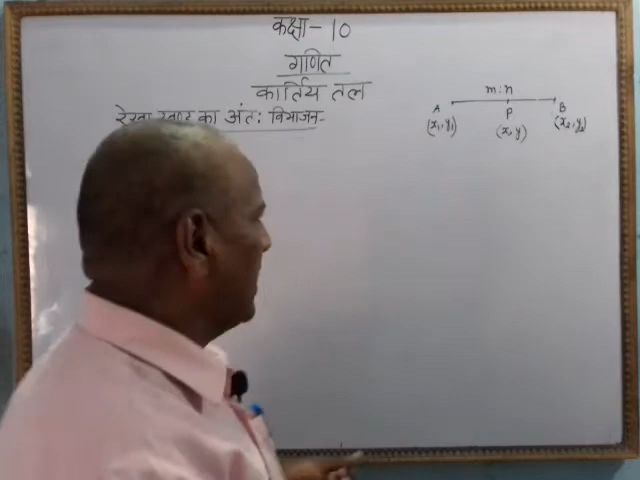 कक्षा- 10
गणित
कार्तिय तल
रेखा खण्ड का अंत: विभाजन-
m:n
A B
P
(x₁, y₁) (x, y) (x₂, y₂)